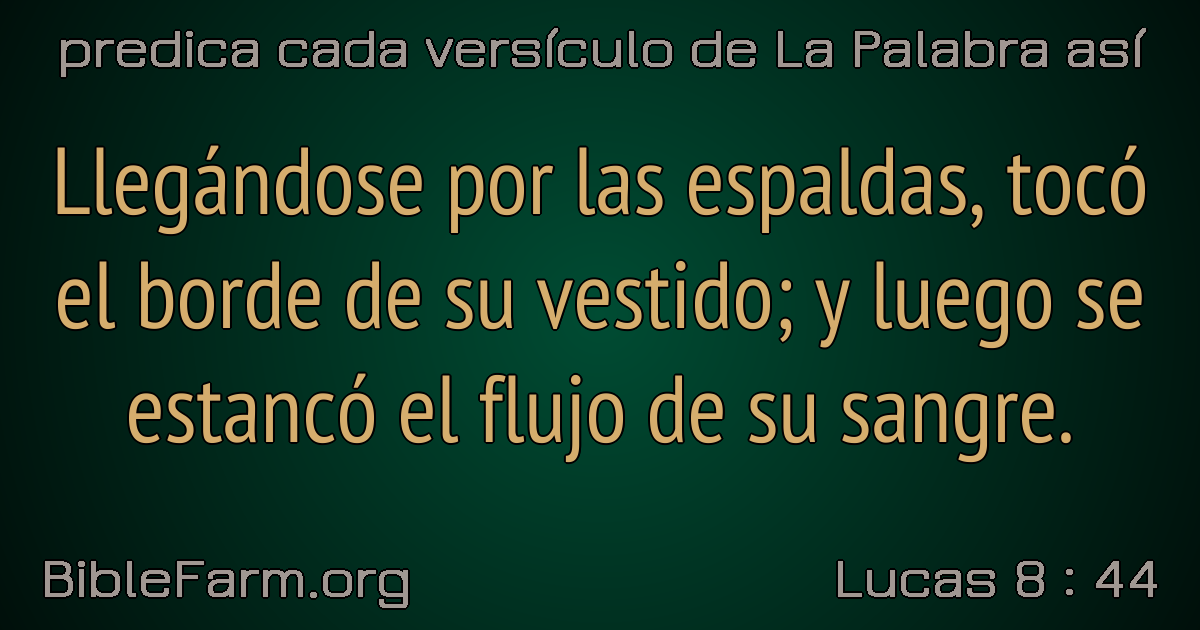 predica cada versículo de La Palabra así
Llegándose por las espaldas, tocó
el borde de su vestido; y luego se
estancó el flujo de su sangre.
BibleFarm.org
Lucas 8 : 44